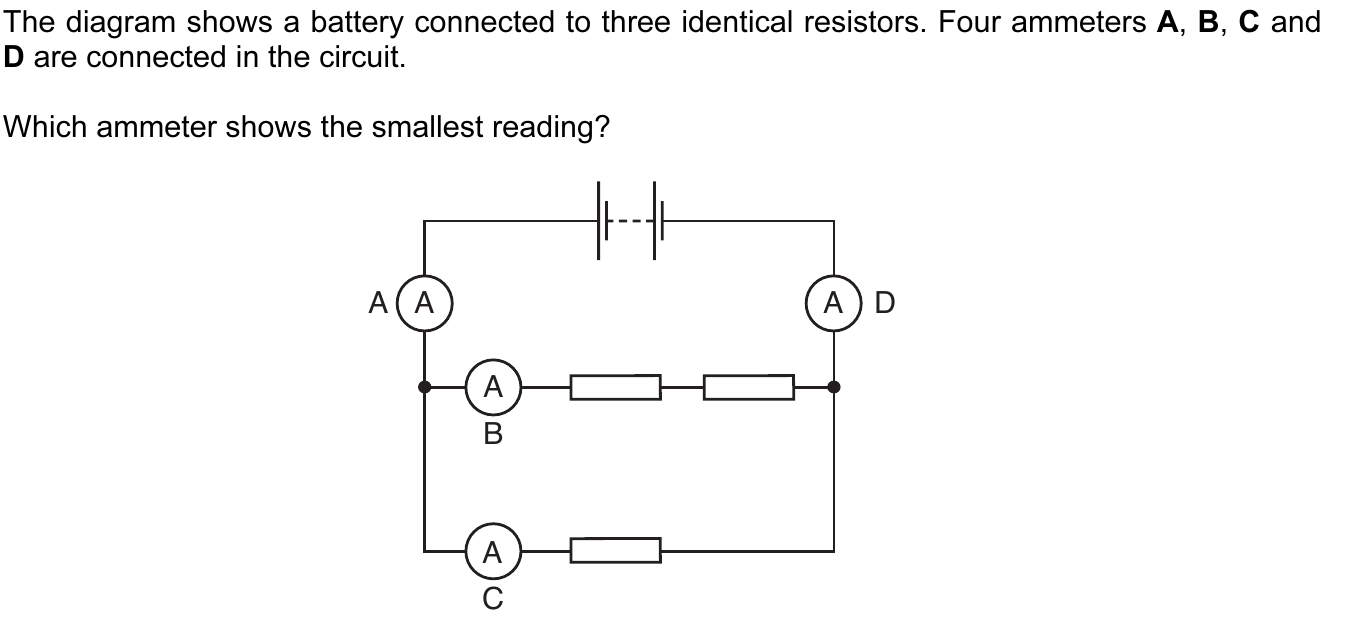 The diagram shows a battery connected to three identical resistors. Four ammeters A, B, C and
D are connected in the circuit.
Which ammeter shows the smallest reading?
A A
A D
A
B
A
C